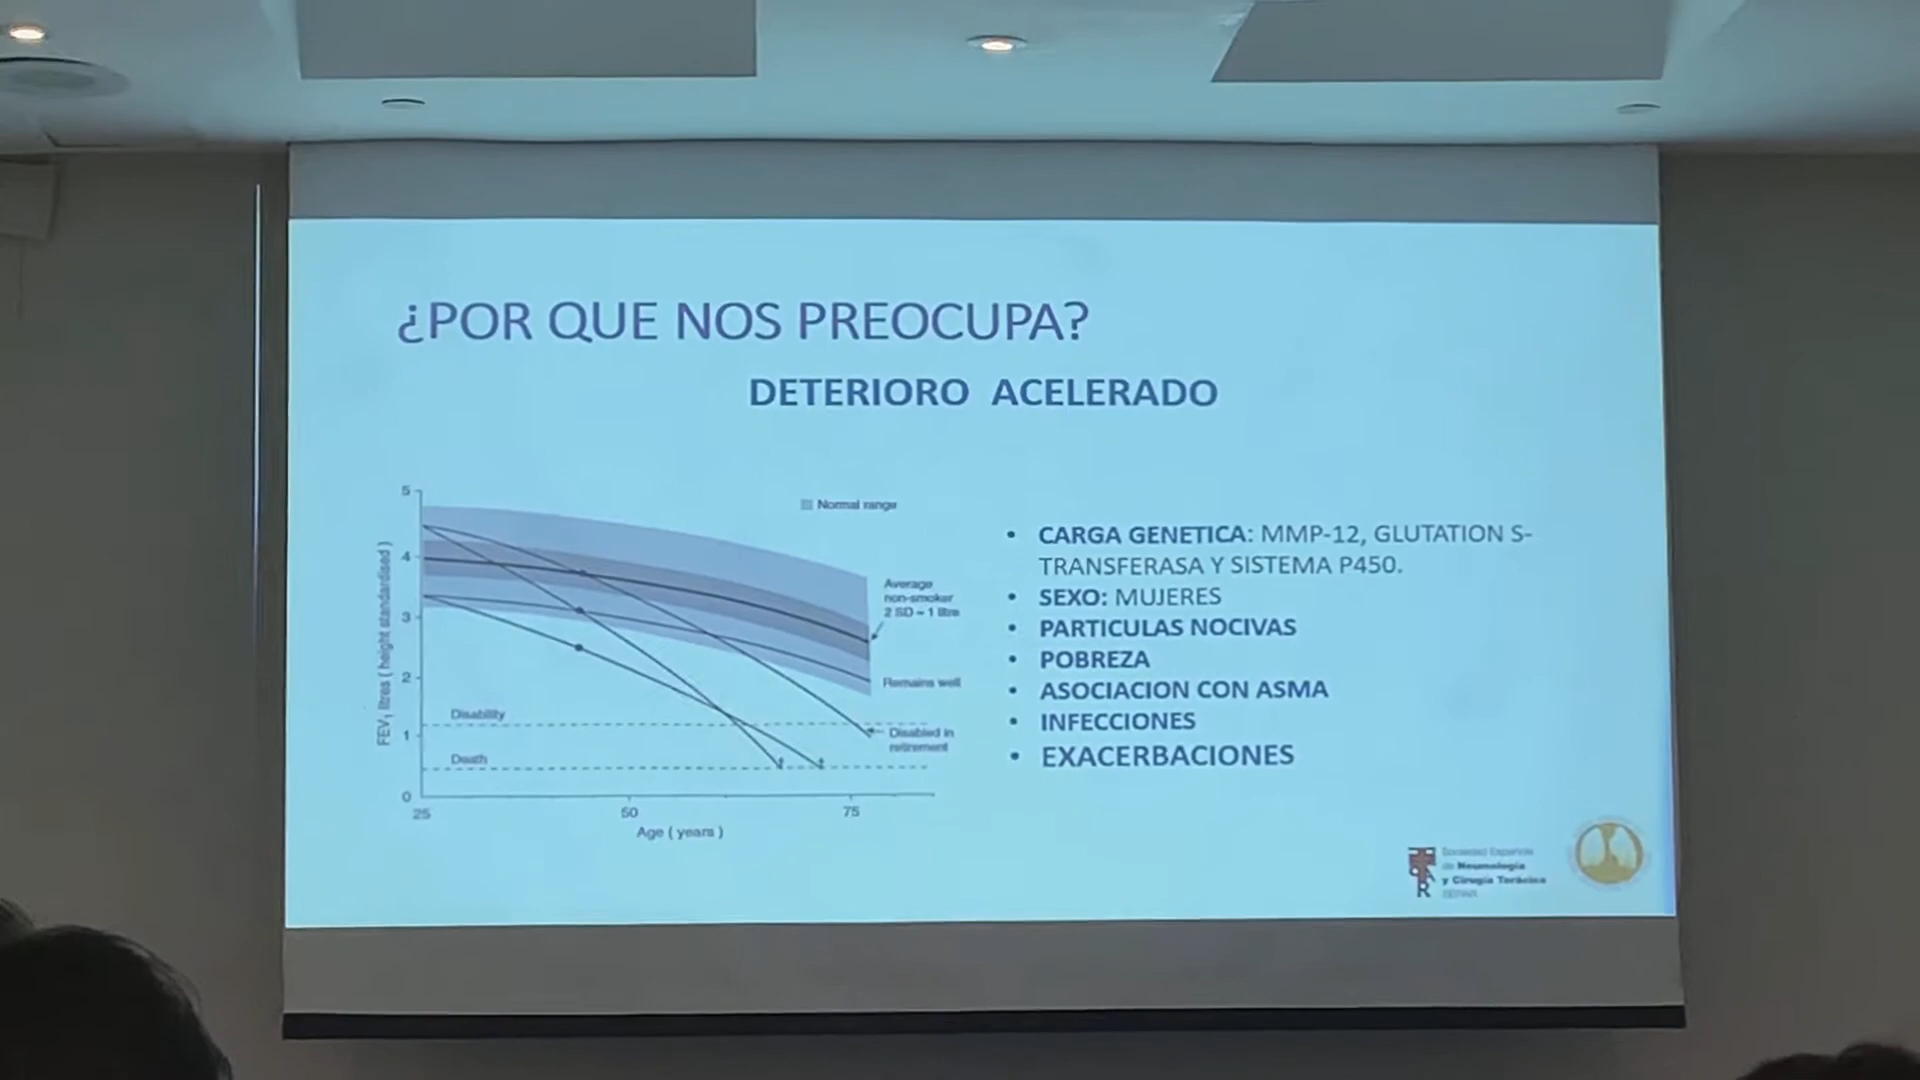 ¿POR QUE NOS PREOCUPA?
DETERIORO ACELERADO
5
Normal range
4
3
2
1
0
FEV1 litres ( height standardised )
Average
non-smoker
2 SD ~ 1 litre
Remains well
Disability
Disabled in
retirement
Death
25
50
75
Age ( years )
• CARGA GENETICA: MMP-12, GLUTATION S-
TRANSFERASA Y SISTEMA P450.
• SEXO: MUJERES
• PARTICULAS NOCIVAS
• POBREZA
• ASOCIACION CON ASMA
• INFECCIONES
• EXACERBACIONES
Sociedad Española
de Neumología
y Cirugía Torácica
SEPAR